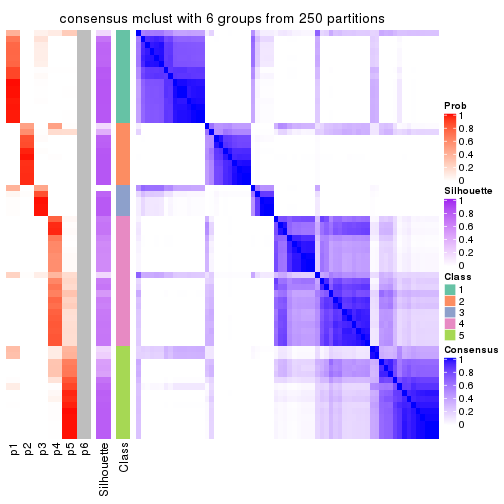 consensus mclust with 6 groups from 250 partitions
Prob
1
0.8
0.6
0.4
0.2
0
Silhouette
1
0.8
0.6
0.4
0.2
0
Class
1
2
3
4
5
Consensus
1
0.8
0.6
0.4
0.2
0
p1
p2
p3
p4
p5
p6
Silhouette
Class